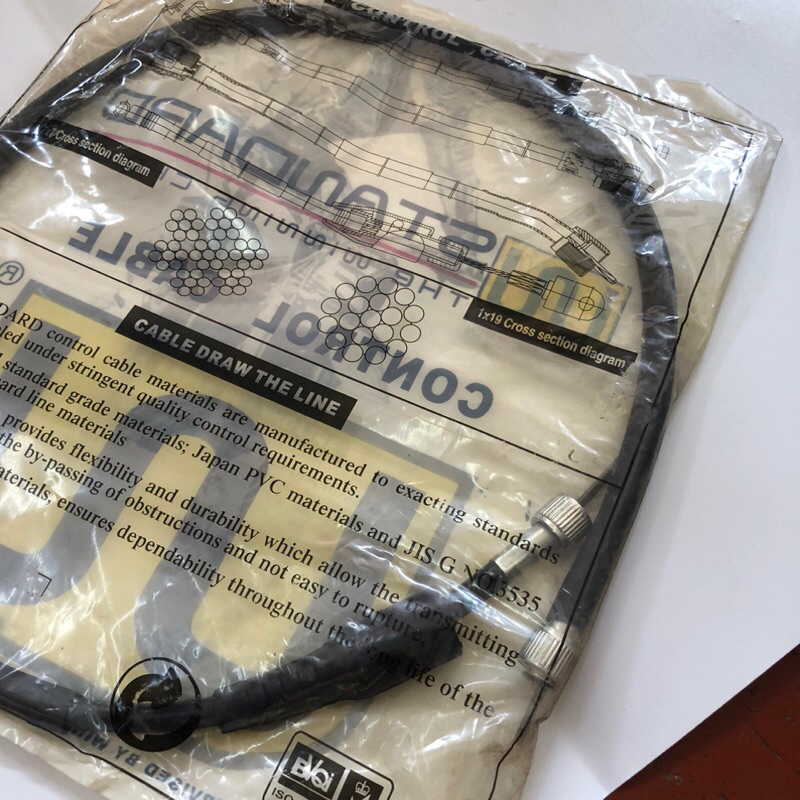 CONTROL CABLE
STANDARD
Cross section diagram
THE
CONTROL CABLE
®
1x19 Cross section diagram
CABLE DRAW THE LINE
DARD control cable materials are manufactured to exacting standards
led under stringent quality control requirements.
standard grade materials; Japan PVC materials and JIS G NO 3535
ard line materials
provides flexibility and durability which allow the transmitting
the by-passing of obstructions and not easy to rupture.
aterials, ensures dependability throughout the long life of the
BVQi
ISO